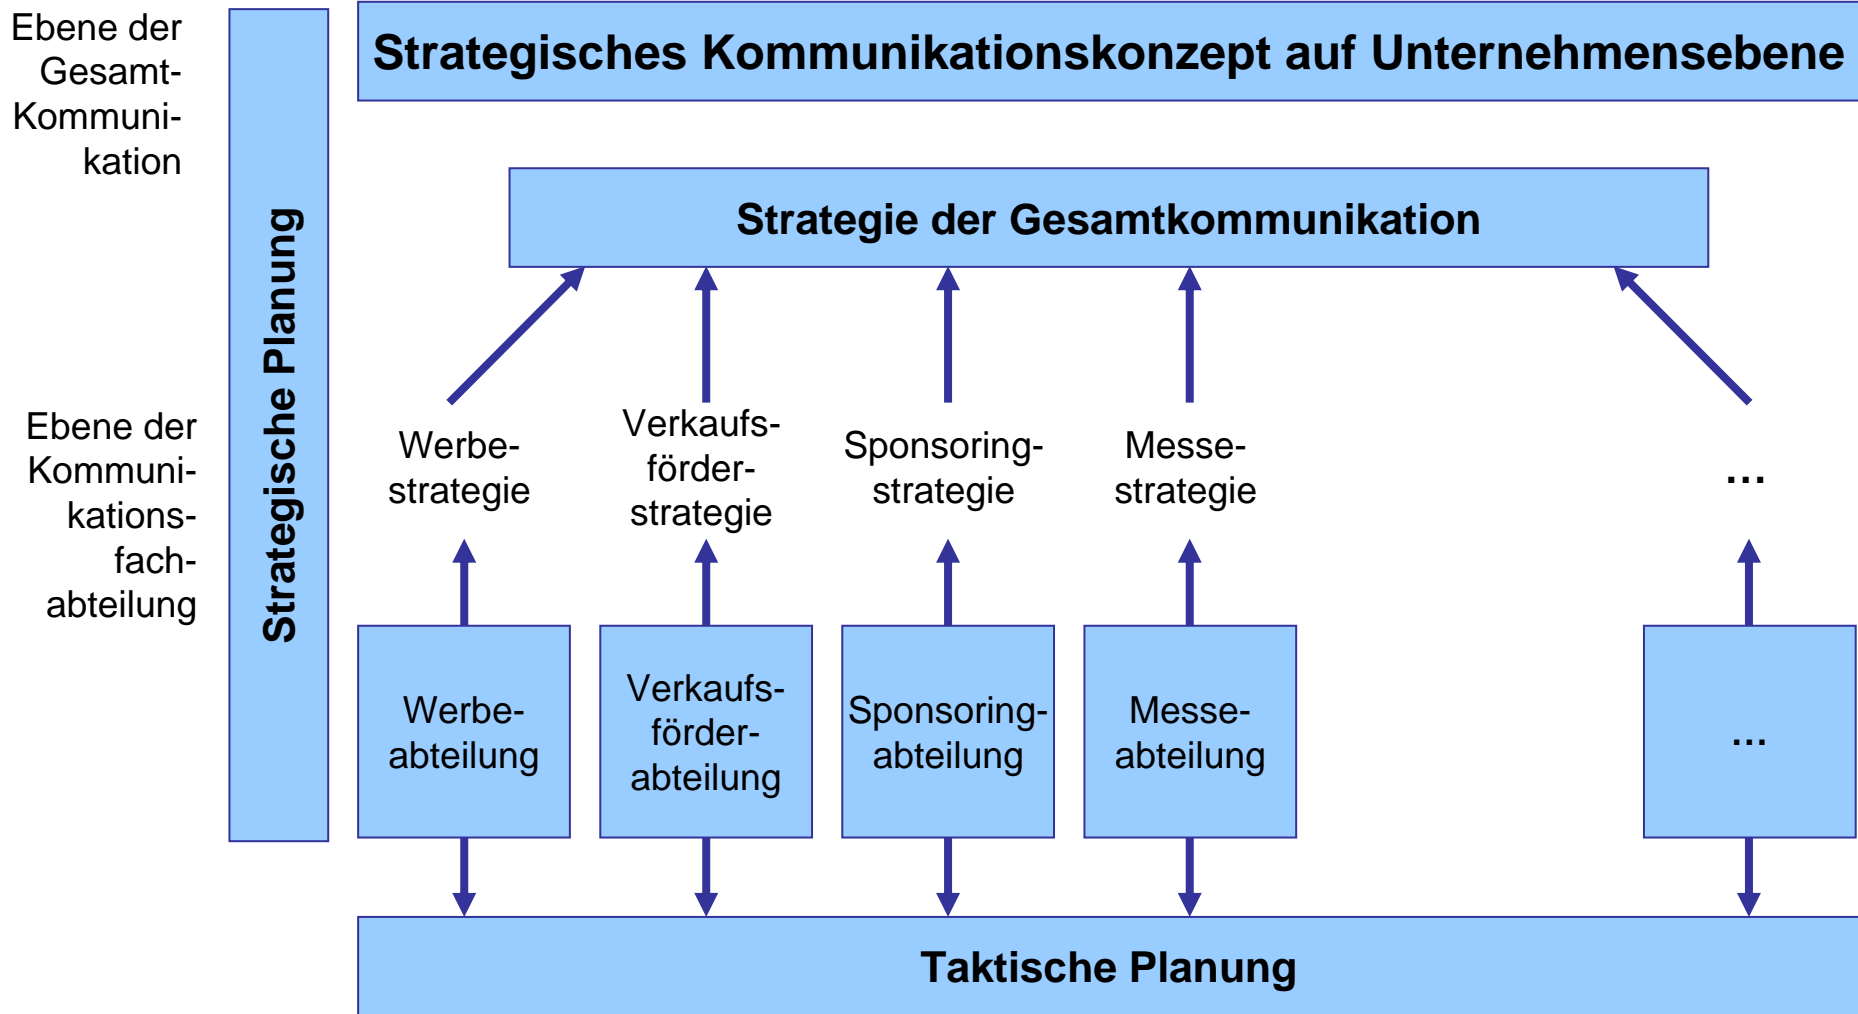 Ebene der
Gesamt-
Kommuni-
kation
Strategisches Kommunikationskonzept auf Unternehmensebene
Strategische Planung
Strategie der Gesamtkommunikation
Ebene der
Kommuni-
kations-
fach-
abteilung
Werbe-
strategie
Verkaufs-
förder-
strategie
Sponsoring-
strategie
Messe-
strategie
...
Werbe-
abteilung
Verkaufs-
förder-
abteilung
Sponsoring-
abteilung
Messe-
abteilung
...
Taktische Planung